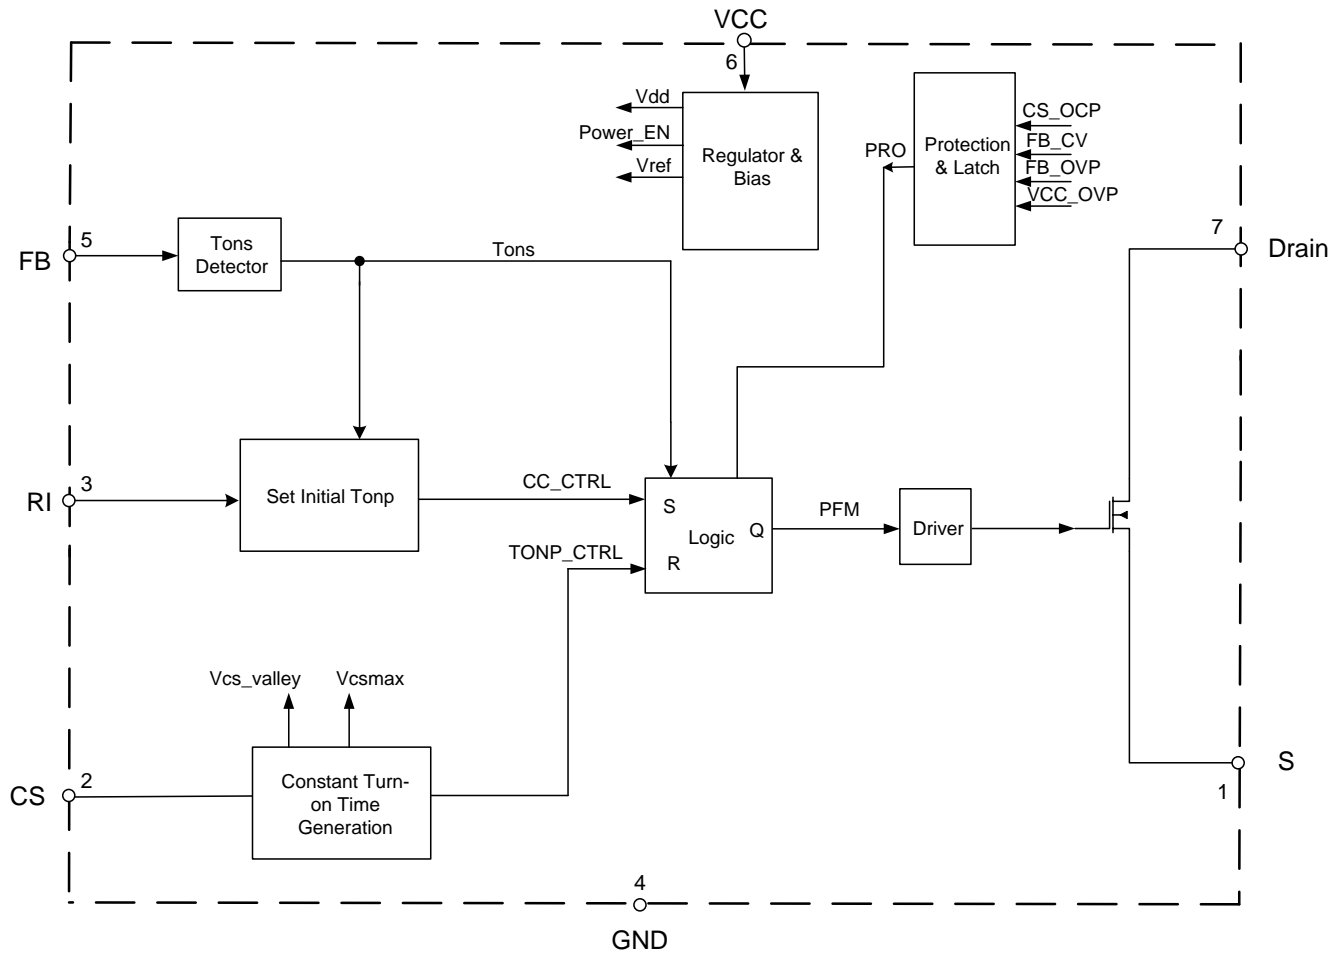 VCC
6
Vdd
Power_EN
Vref
Regulator &
Bias
PRO
Protection
& Latch
CS_OCP
FB_CV
FB_OVP
VCC_OVP
5
FB
Tons
Detector
Tons
7
Drain
3
RI
Set Initial Tonp
CC_CTRL
S
Logic
Q
R
PFM
Driver
TONP_CTRL
Vcs_valley
Vcsmax
2
CS
Constant Turn-
on Time
Generation
S
1
4
GND